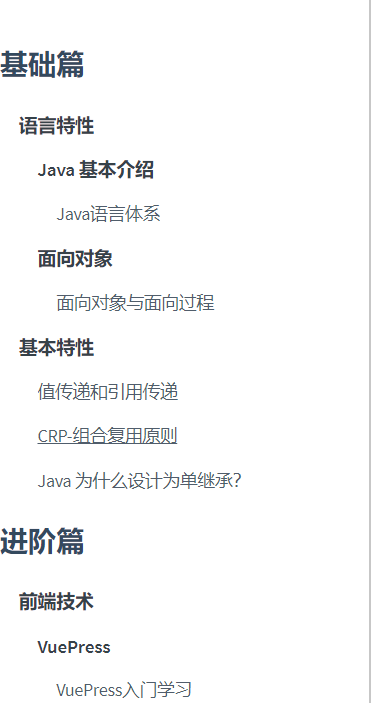 基础篇
语言特性
Java 基本介绍
Java语言体系
面向对象
面向对象与面向过程
基本特性
值传递和引用传递
CRP-组合复用原则
Java 为什么设计为单继承?
进阶篇
前端技术
VuePress
VuePress入门学习